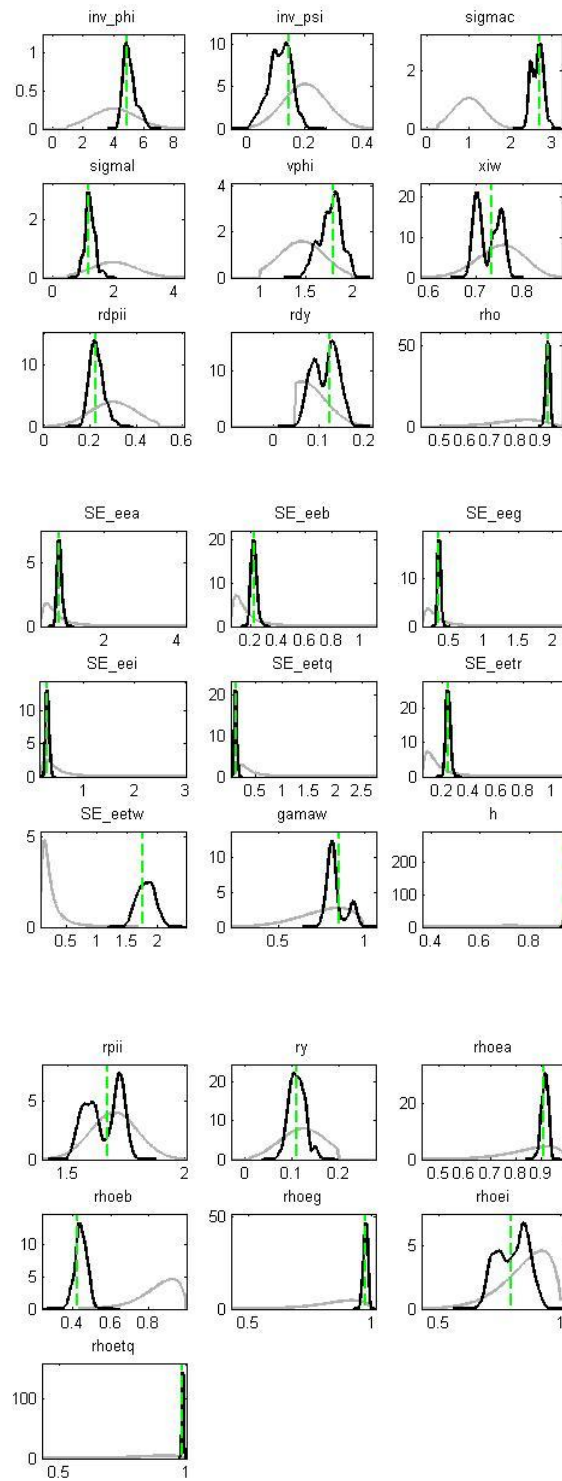 inv_phi inv_psi sigmac
1 0.5 0 10 5 0 2 0
0 2 4 6 8 0 0.2 0.4 0 1 2 3
sigmal vphi xiw
2 0 4 2 0 20 10 0
0 2 4 1 1.5 2 0.6 0.7 0.8
rdpii rdy rho
10 0 10 0 50 0
0 0.2 0.4 0.6 0 0.1 0.2 0.5 0.6 0.7 0.8 0.9
SE_eea SE_eeb SE_eeg
5 0 20 10 0 10 0
2 4 0.2 0.4 0.6 0.8 1 0.5 1 1.5 2
SE_eei SE_eetq SE_eetr
10 5 0 20 10 0 20 10 0
1 2 3 0.5 1 1.5 2 2.5 0.2 0.4 0.6 0.8 1
SE_eetw gamaw h
5 0 10 5 0 200 100 0
0.5 1 1.5 2 0.5 1 0.4 0.6 0.8
rpii ry rhoea
5 0 20 10 0 20 0
1.5 2 0 0.1 0.2 0.5 0.6 0.7 0.8 0.9
rhoeb rhoeg rhoei
10 5 0 50 0 5 0
0.4 0.6 0.8 0.5 1 0.5 1
rhoetq
100 0
0.5 1